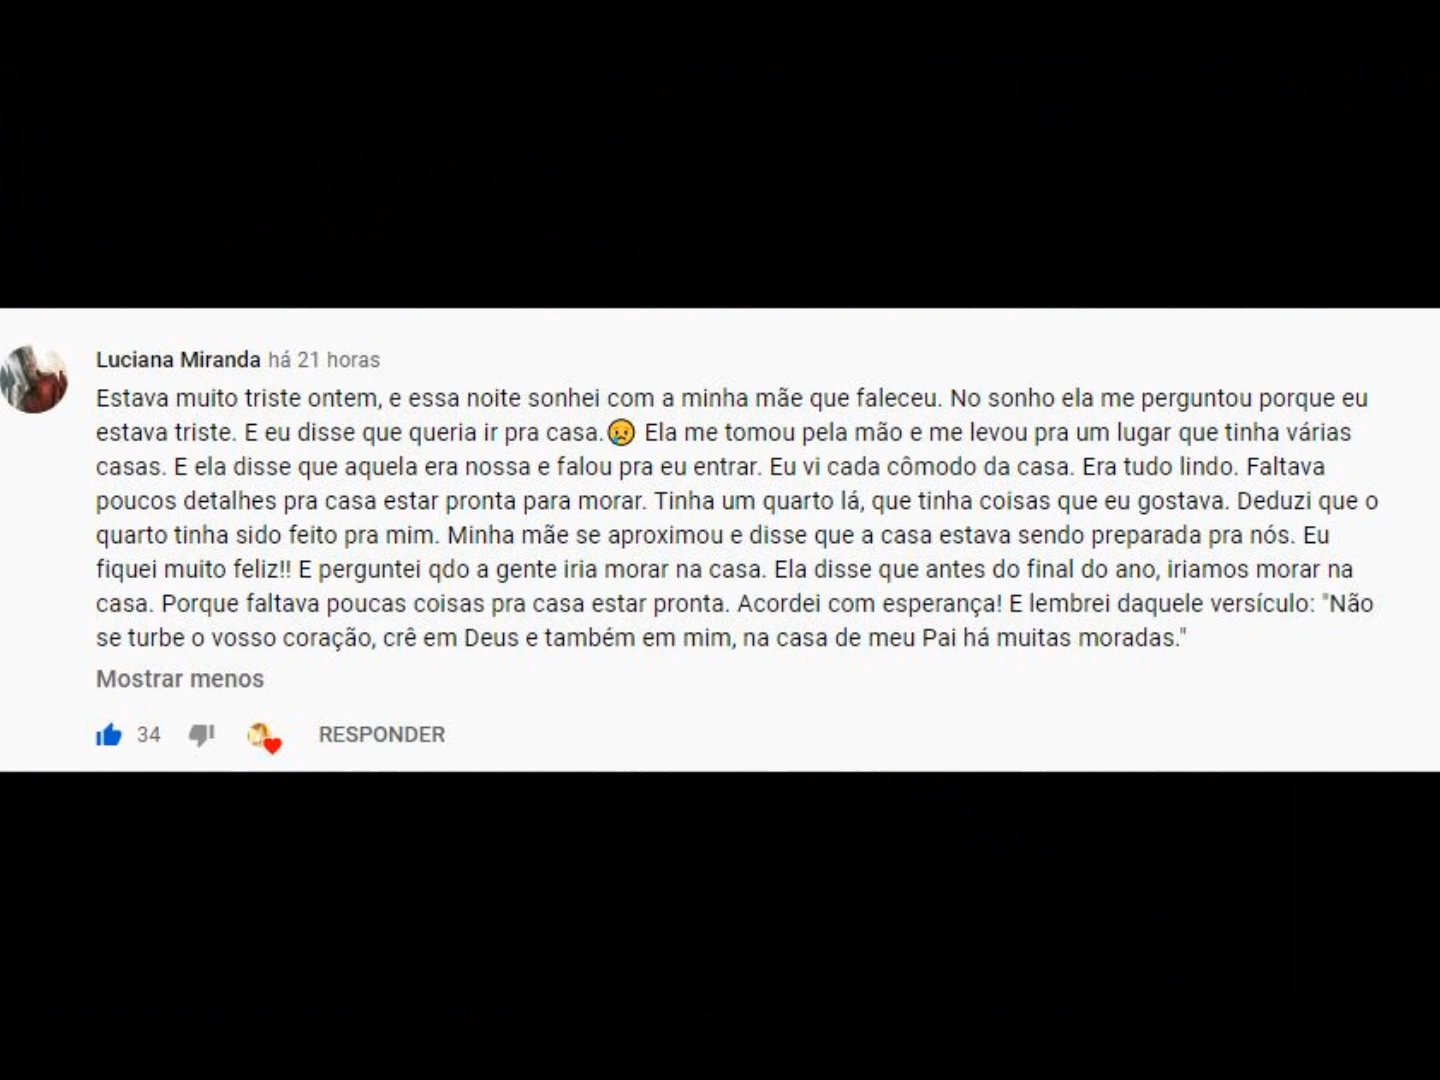 Luciana Miranda há 21 horas
Estava muito triste ontem, e essa noite sonhei com a minha mãe que faleceu. No sonho ela me perguntou porque eu
estava triste. E eu disse que queria ir pra casa.😥 Ela me tomou pela mão e me levou pra um lugar que tinha várias
casas. E ela disse que aquela era nossa e falou pra eu entrar. Eu vi cada cômodo da casa. Era tudo lindo. Faltava
poucos detalhes pra casa estar pronta para morar. Tinha um quarto lá, que tinha coisas que eu gostava. Deduzi que o
quarto tinha sido feito pra mim. Minha mãe se aproximou e disse que a casa estava sendo preparada pra nós. Eu
fiquei muito feliz!! E perguntei qdo a gente iria morar na casa. Ela disse que antes do final do ano, iriamos morar na
casa. Porque faltava poucas coisas pra casa estar pronta. Acordei com esperança! E lembrei daquele versículo: "Não
se turbe o vosso coração, crê em Deus e também em mim, na casa de meu Pai há muitas moradas."
Mostrar menos
34 RESPONDER